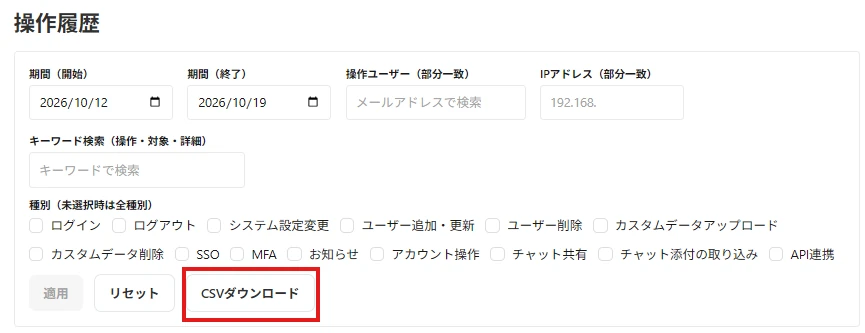 操作履歴
期間（開始） 期間（終了） 操作ユーザー（部分一致） IPアドレス（部分一致）
2026/10/12 2026/10/19 メールアドレスで検索 192.168.
キーワード検索（操作・対象・詳細）
キーワードで検索
種別（未選択時は全種別）
ログイン ログアウト システム設定変更 ユーザー追加・更新 ユーザー削除 カスタムデータアップロード
カスタムデータ削除 SSO MFA お知らせ アカウント操作 チャット共有 チャット添付の取り込み API連携
適用 リセット CSVダウンロード